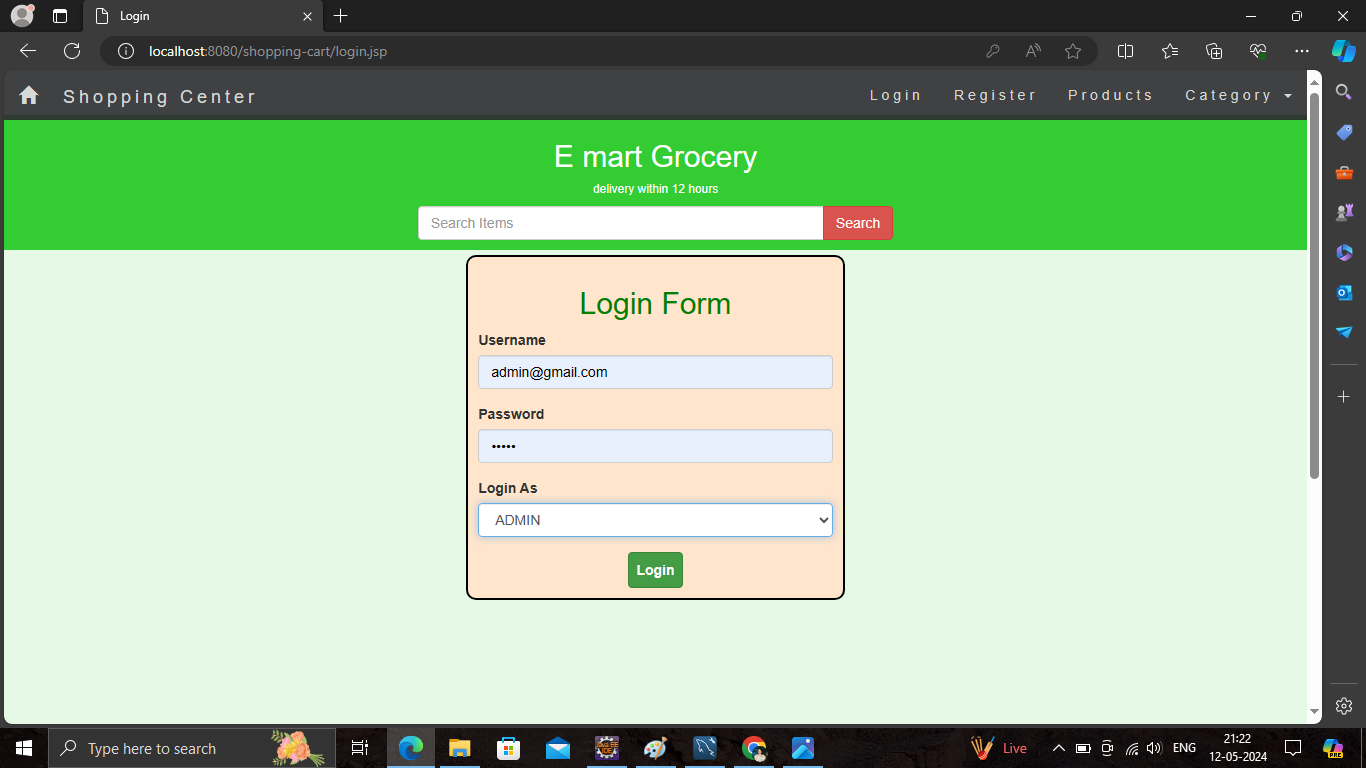 Login
localhost:8080/shopping-cart/login.jsp
Shopping Center
Login Register Products Category
E mart Grocery
delivery within 12 hours
Search Items
Search
Login Form
Username
admin@gmail.com
Password
•••••
Login As
ADMIN
Login
Type here to search
Live
ENG
21:22
12-05-2024